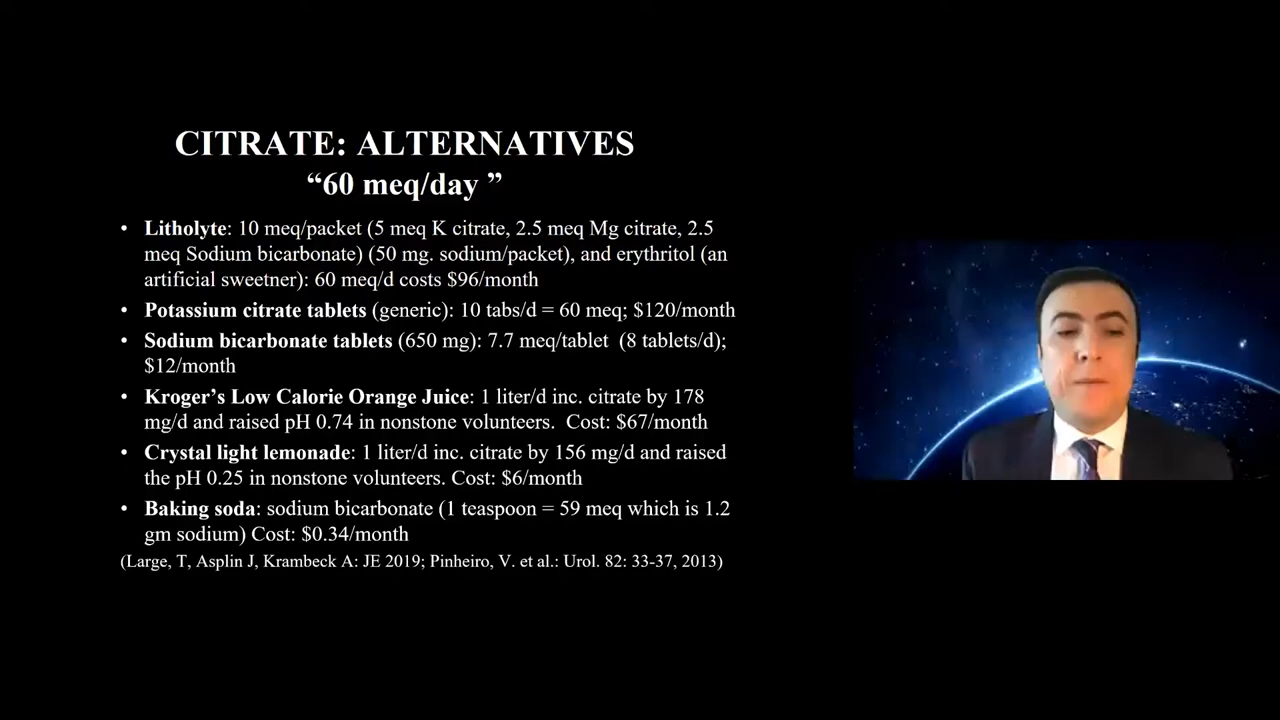 CITRATE: ALTERNATIVES
“60 meq/day ”
• Litholyte: 10 meq/packet (5 meq K citrate, 2.5 meq Mg citrate, 2.5
meq Sodium bicarbonate) (50 mg. sodium/packet), and erythritol (an
artificial sweetner): 60 meq/d costs $96/month
• Potassium citrate tablets (generic): 10 tabs/d = 60 meq; $120/month
• Sodium bicarbonate tablets (650 mg): 7.7 meq/tablet (8 tablets/d);
$12/month
• Kroger’s Low Calorie Orange Juice: 1 liter/d inc. citrate by 178
mg/d and raised pH 0.74 in nonstone volunteers. Cost: $67/month
• Crystal light lemonade: 1 liter/d inc. citrate by 156 mg/d and raised
the pH 0.25 in nonstone volunteers. Cost: $6/month
• Baking soda: sodium bicarbonate (1 teaspoon = 59 meq which is 1.2
gm sodium) Cost: $0.34/month
(Large, T, Asplin J, Krambeck A: JE 2019; Pinheiro, V. et al.: Urol. 82: 33-37, 2013)